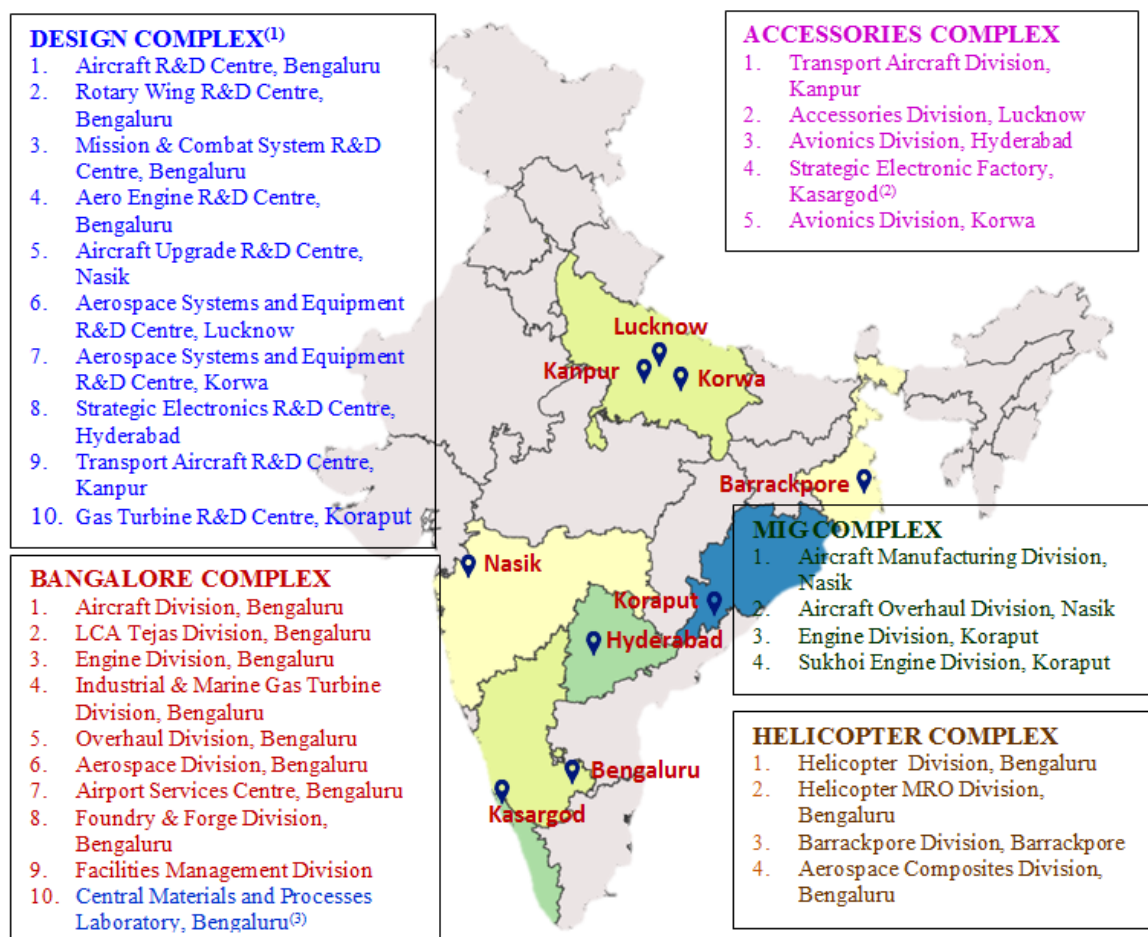 DESIGN COMPLEX(1)
1. Aircraft R&D Centre, Bengaluru
2. Rotary Wing R&D Centre,
Bengaluru
3. Mission & Combat System R&D
Centre, Bengaluru
4. Aero Engine R&D Centre,
Bengaluru
5. Aircraft Upgrade R&D Centre,
Nasik
6. Aerospace Systems and Equipment
R&D Centre, Lucknow
7. Aerospace Systems and Equipment
R&D Centre, Korwa
8. Strategic Electronics R&D Centre,
Hyderabad
9. Transport Aircraft R&D Centre,
Kanpur
10. Gas Turbine R&D Centre, Koraput
ACCESSORIES COMPLEX
1. Transport Aircraft Division,
Kanpur
2. Accessories Division, Lucknow
3. Avionics Division, Hyderabad
4. Strategic Electronic Factory,
Kasargod(2)
5. Avionics Division, Korwa
Lucknow
Kanpur
Korwa
Barrackpore
Nasik
Koraput
Hyderabad
Bengaluru
Kasargod
BANGALORE COMPLEX
1. Aircraft Division, Bengaluru
2. LCA Tejas Division, Bengaluru
3. Engine Division, Bengaluru
4. Industrial & Marine Gas Turbine
Division, Bengaluru
5. Overhaul Division, Bengaluru
6. Aerospace Division, Bengaluru
7. Airport Services Centre, Bengaluru
8. Foundry & Forge Division,
Bengaluru
9. Facilities Management Division
10. Central Materials and Processes
Laboratory, Bengaluru(3)
MIG COMPLEX
1. Aircraft Manufacturing Division,
Nasik
2. Aircraft Overhaul Division, Nasik
3. Engine Division, Koraput
4. Sukhoi Engine Division, Koraput
HELICOPTER COMPLEX
1. Helicopter Division, Bengaluru
2. Helicopter MRO Division,
Bengaluru
3. Barrackpore Division, Barrackpore
4. Aerospace Composites Division,
Bengaluru